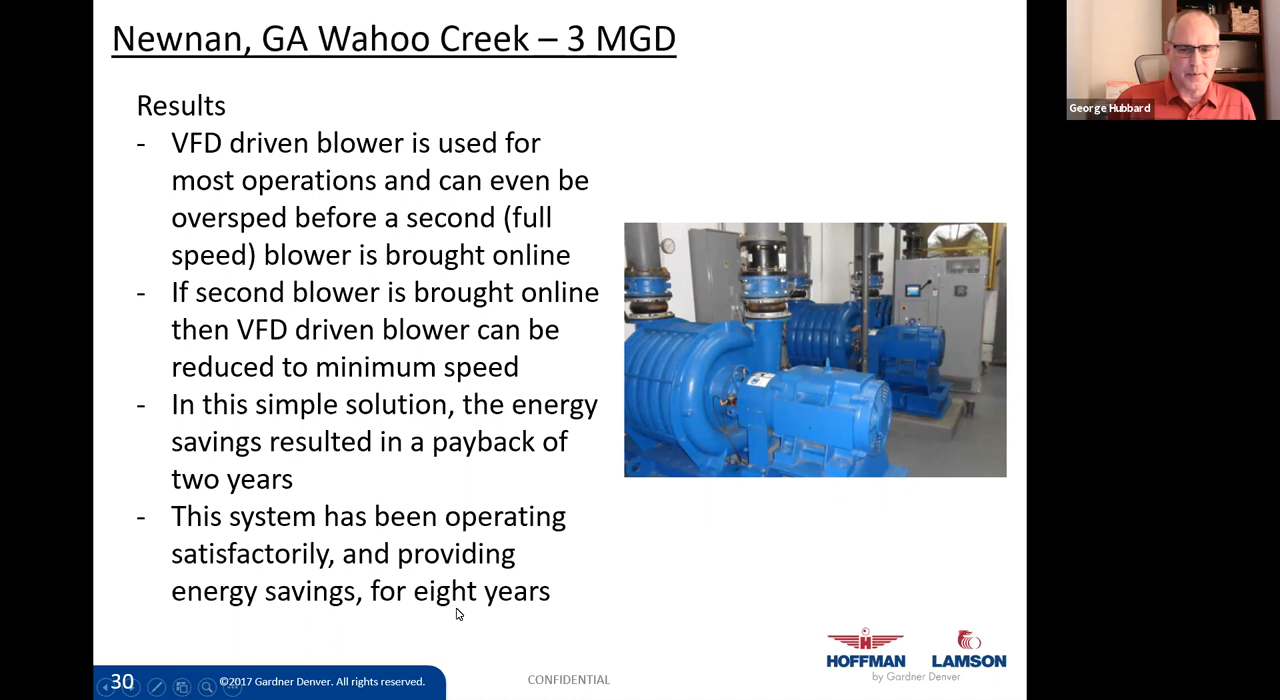 Newnan, GA Wahoo Creek – 3 MGD
George Hubbard
Results
- VFD driven blower is used for
most operations and can even be
oversped before a second (full
speed) blower is brought online
- If second blower is brought online
then VFD driven blower can be
reduced to minimum speed
- In this simple solution, the energy
savings resulted in a payback of
two years
- This system has been operating
satisfactorily, and providing
energy savings, for eight years
H
HOFFMAN
LAMSON
by Gardner Denver
30
©2017 Gardner Denver. All rights reserved.
CONFIDENTIAL